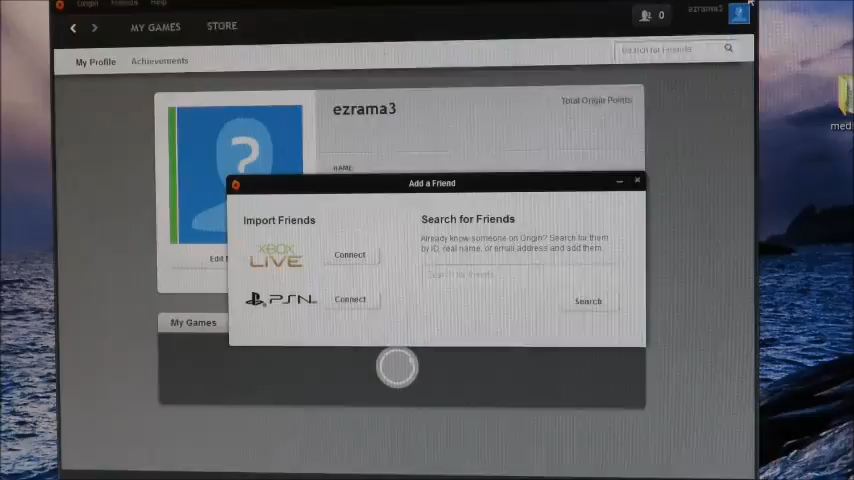 Origin Friends Help
MY GAMES STORE
0
ezrama3
My Profile Achievements
Search for Friends
ezrama3
Total Origin Points
NAME:
Edit
My Games
Add a Friend
Import Friends
XBOX
LIVE
Connect
PSN
Connect
Search for Friends
Already know someone on Origin? Search for them
by ID, real name, or email address and add them.
Search for friends
Search
med